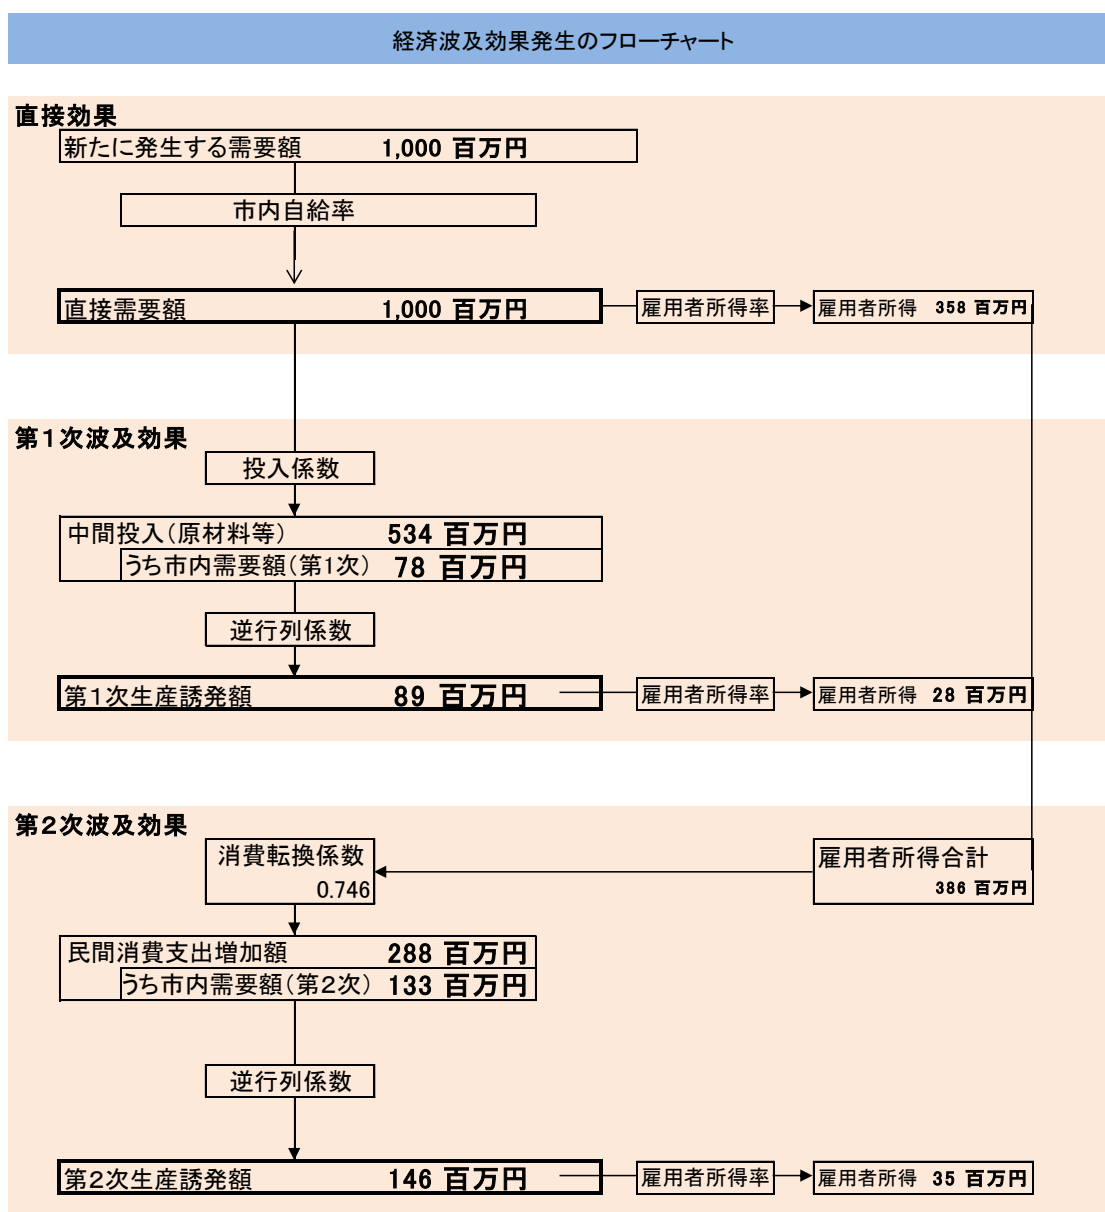 経済波及効果発生のフローチャート
直接効果
新たに発生する需要額 1,000 百万円
市内自給率
直接需要額 1,000 百万円 雇用者所得率 雇用者所得 358 百万円
第1次波及効果
投入係数
中間投入(原材料等) 534 百万円
うち市内需要額(第1次) 78 百万円
逆行列係数
第1次生産誘発額 89 百万円 雇用者所得率 雇用者所得 28 百万円
第2次波及効果
消費転換係数 雇用者所得合計
0.746 386 百万円
民間消費支出増加額 288 百万円
うち市内需要額(第2次) 133 百万円
逆行列係数
第2次生産誘発額 146 百万円 雇用者所得率 雇用者所得 35 百万円